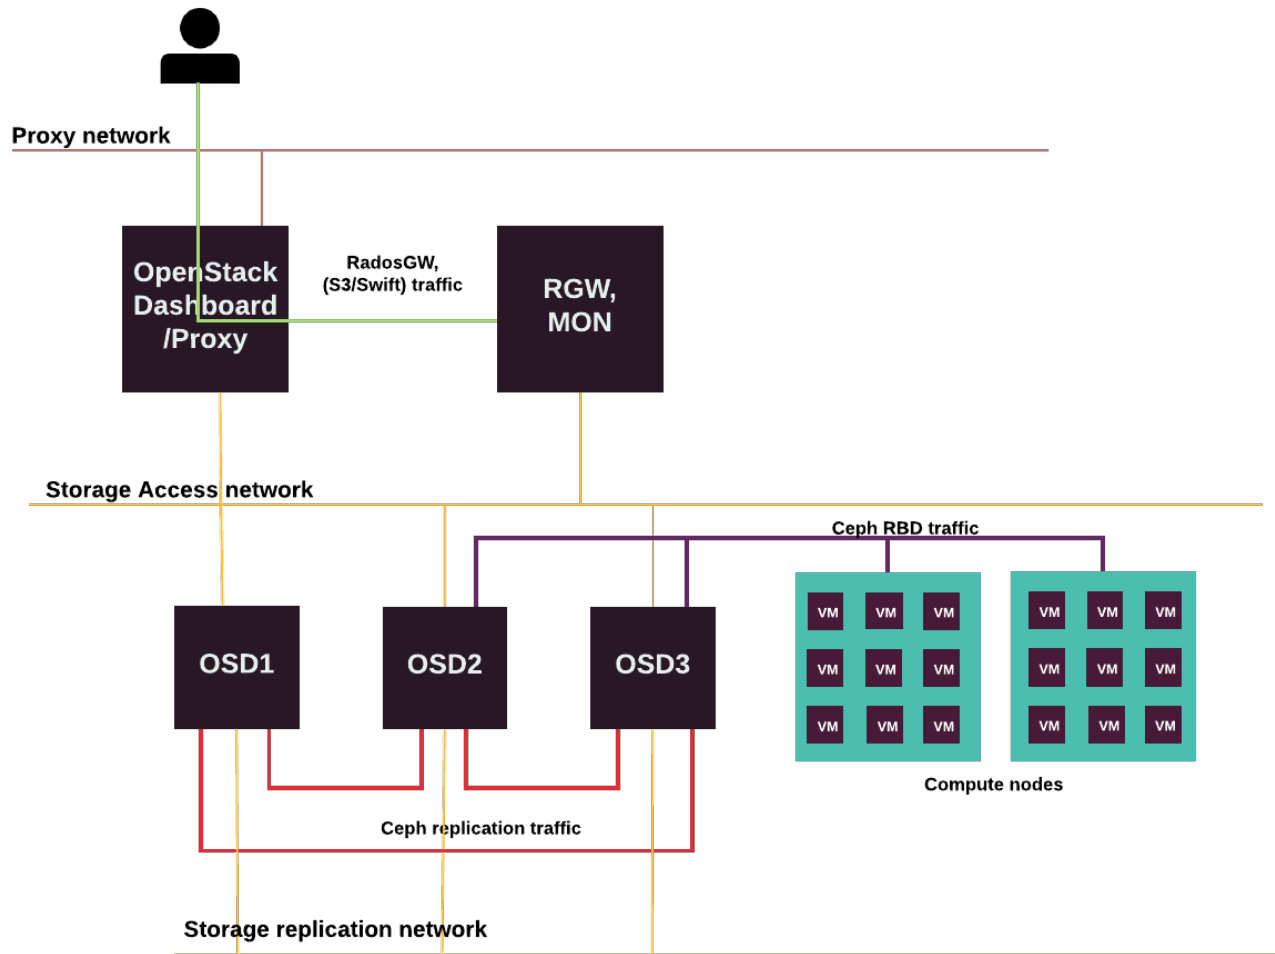 Proxy network
OpenStack
Dashboard
/Proxy
RadosGW,
(S3/Swift) traffic
RGW,
MON
Storage Access network
Ceph RBD traffic
OSD1
OSD2
OSD3
VM VM VM
VM VM VM
VM VM VM
VM VM VM
VM VM VM
VM VM VM
Compute nodes
Ceph replication traffic
Storage replication network